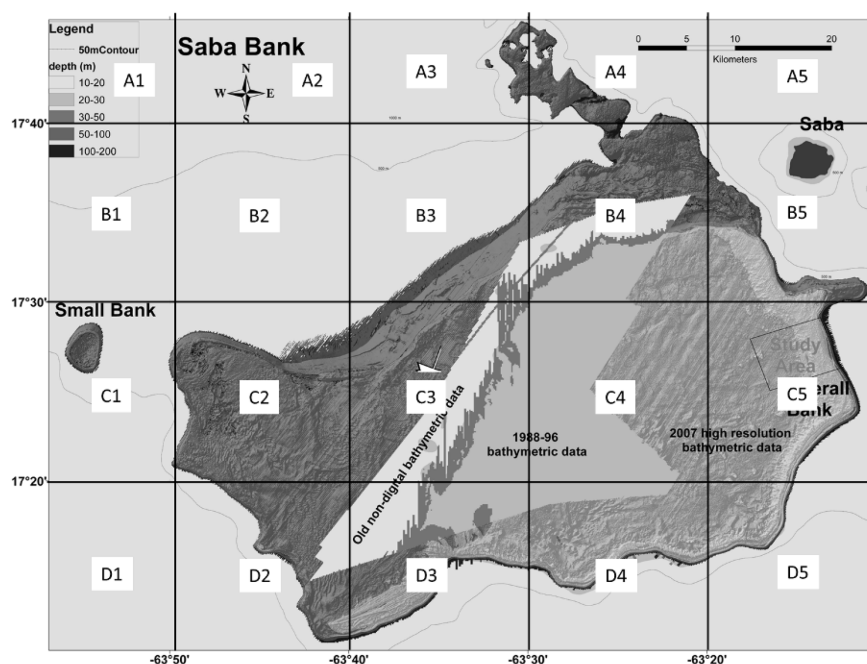 Legend
50mContour
depth (m)
10-20
20-30
30-50
50-100
100-200
Saba Bank
N
W E
S
0 5 10 20
Kilometers
A1
A2
A3
A4
A5
17°40'
Saba
B1
B2
B3
B4
B5
17°30'
Small Bank
Study
Area
C1
C2
C3
C4
C5
erall
Bank
Old non-digital bathymetric data
1988-96
bathymetric data
2007 high resolution
bathymetric data
17°20'
D1
D2
D3
D4
D5
-63°50'
-63°40'
-63°30'
-63°20'